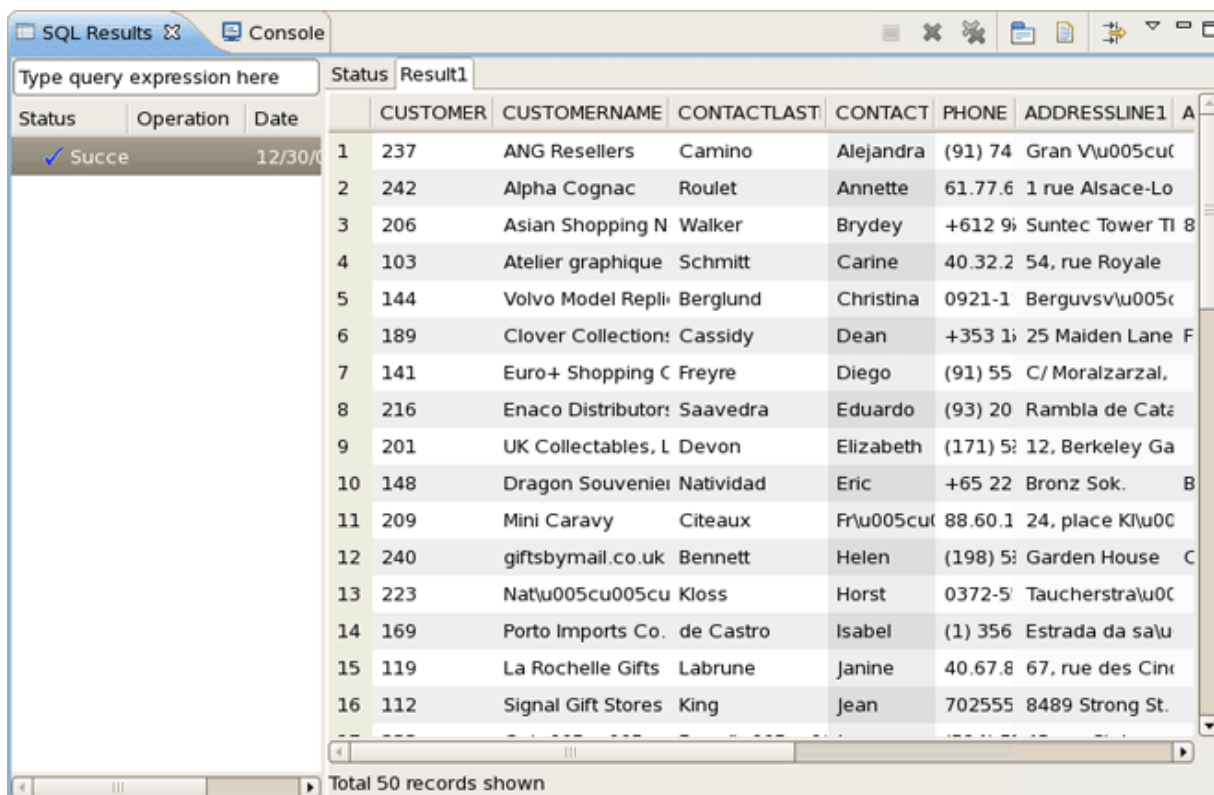 SQL Results Console
Type query expression here
Status Operation Date
Succe 12/30/0
Status Result1
CUSTOMER CUSTOMERNAME CONTACTLAST CONTACT PHONE ADDRESSLINE1 A
1 237 ANG Resellers Camino Alejandra (91) 74 Gran V\u005cu(
2 242 Alpha Cognac Roulet Annette 61.77.6 1 rue Alsace-Lo
3 206 Asian Shopping N Walker Brydey +612 9 Suntec Tower 8
4 103 Atelier graphique Schmitt Carine 40.32.2 54, rue Royale
5 144 Volvo Model Repli Berglund Christina 0921-1 Berguvsv\u005c
6 189 Clover Collection Cassidy Dean +353 1 25 Maiden Lane F
7 141 Euro+ Shopping C Freyre Diego (91) 55 C/ Moralzarzal,
8 216 Enaco Distributor Saavedra Eduardo (93) 20 Rambla de Cata
9 201 UK Collectables, L Devon Elizabeth (171) 5 12, Berkeley Ga
10 148 Dragon Souvenie Natividad Eric +65 22 Bronz Sok. B
11 209 Mini Caravy Citeaux Fr\u005cu( 88.60.1 24, place Kl\u00
12 240 giftsbymail.co.uk Bennett Helen (198) 5 Garden House C
13 223 Nat\u005cu005cu Kloss Horst 0372-5 Taucherstra\u00
14 169 Porto Imports Co. de Castro Isabel (1) 356 Estrada da sa\u
15 119 La Rochelle Gifts Labrune Janine 40.67.8 67, rue des Cin
16 112 Signal Gift Stores King Jean 702555 8489 Strong St.
Total 50 records shown